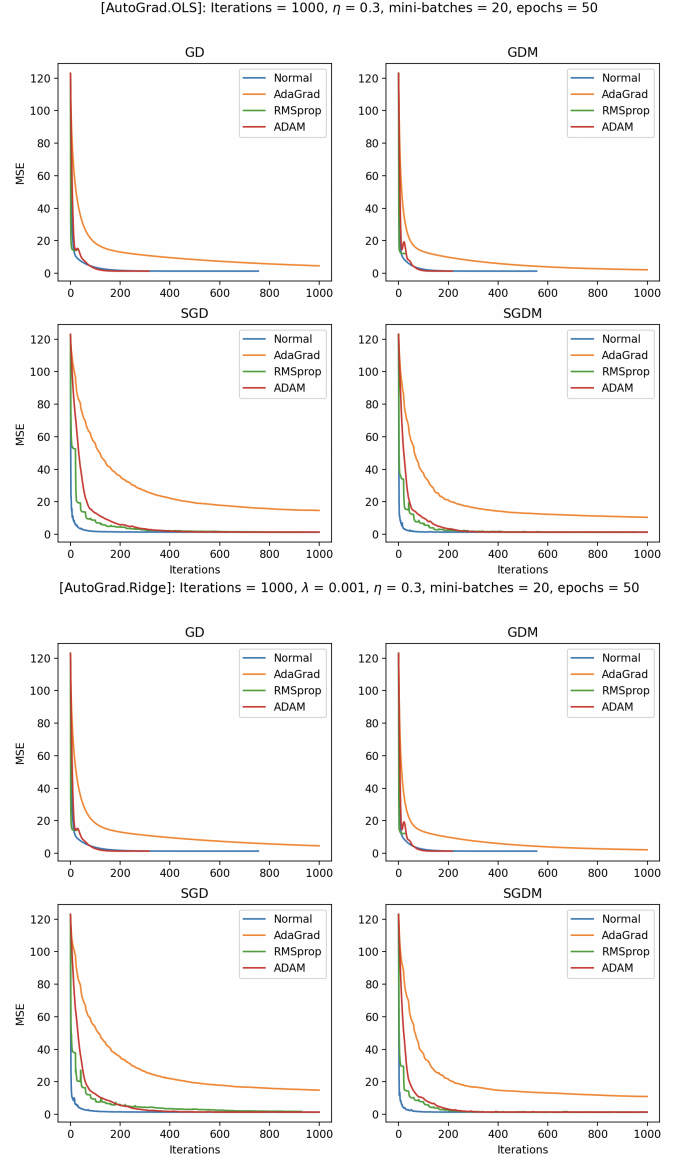 [AutoGrad.OLS]: Iterations = 1000, η = 0.3, mini-batches = 20, epochs = 50
GD
120
100
80
60
40
20
0
MSE
Normal
AdaGrad
RMSprop
ADAM
0 200 400 600 800 1000
GDM
120
100
80
60
40
20
0
Normal
AdaGrad
RMSprop
ADAM
0 200 400 600 800 1000
SGD
120
100
80
60
40
20
0
MSE
Normal
AdaGrad
RMSprop
ADAM
0 200 400 600 800 1000
Iterations
SGDM
120
100
80
60
40
20
0
Normal
AdaGrad
RMSprop
ADAM
0 200 400 600 800 1000
Iterations
[AutoGrad.Ridge]: Iterations = 1000, λ = 0.001, η = 0.3, mini-batches = 20, epochs = 50
GD
120
100
80
60
40
20
0
MSE
Normal
AdaGrad
RMSprop
ADAM
0 200 400 600 800 1000
GDM
120
100
80
60
40
20
0
Normal
AdaGrad
RMSprop
ADAM
0 200 400 600 800 1000
SGD
120
100
80
60
40
20
0
MSE
Normal
AdaGrad
RMSprop
ADAM
0 200 400 600 800 1000
Iterations
SGDM
120
100
80
60
40
20
0
Normal
AdaGrad
RMSprop
ADAM
0 200 400 600 800 1000
Iterations